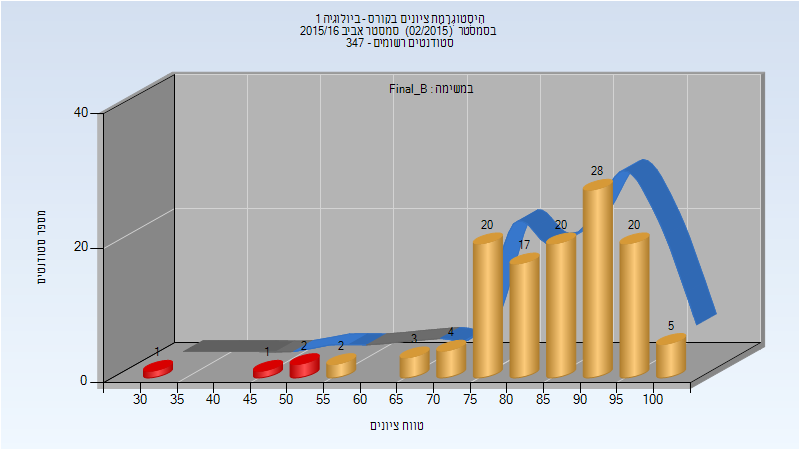 היסטוגרמת ציונים בקורס - ביולוגיה 1
בסמסטר (02/2015) סמסטר אביב 2015/16
סטודנטים רשומים - 347
במשימה : Final_B
מספר סטודנטים
40
20
0
1
1
2
2
3
4
20
17
20
28
20
5
30 35 40 45 50 55 65 70 75 80 85 90 95 100
טווח ציונים